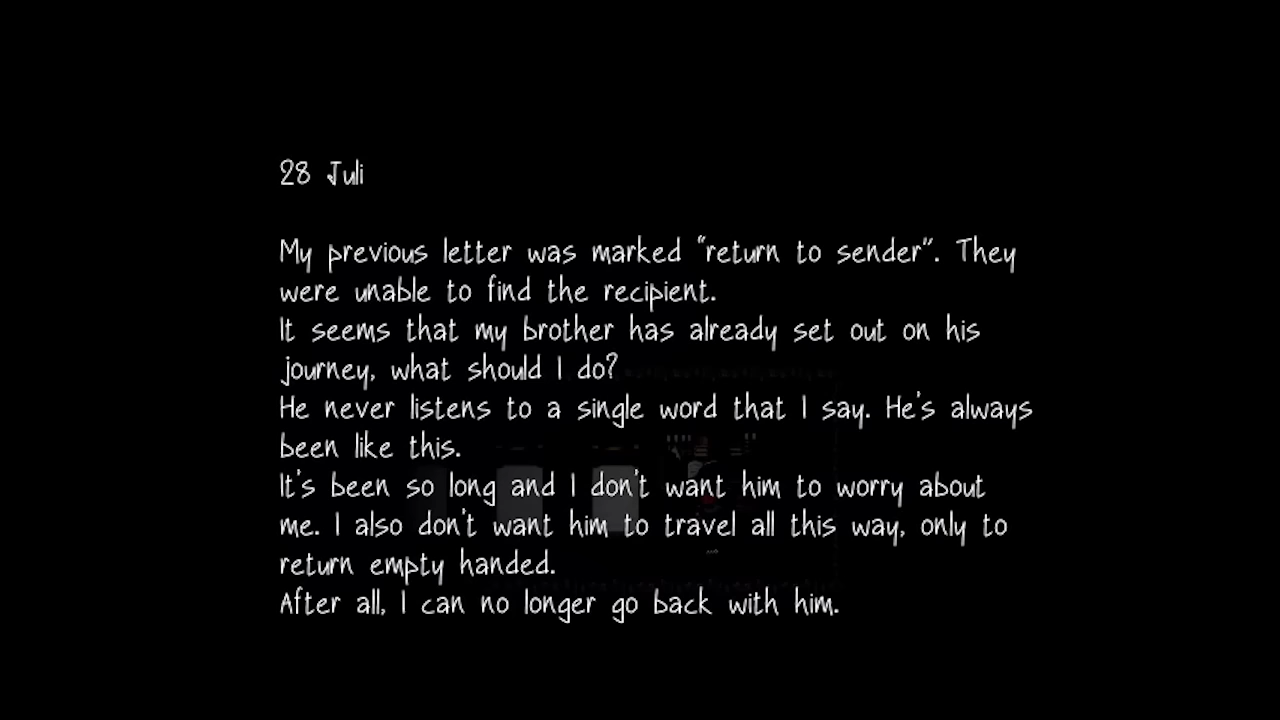 28 Juli
My previous letter was marked “return to sender”. They
were unable to find the recipient.
It seems that my brother has already set out on his
journey, what should I do?
He never listens to a single word that I say. He's always
been like this.
It's been so long and I don't want him to worry about
me. I also don't want him to travel all this way, only to
return empty handed.
After all, I can no longer go back with him.